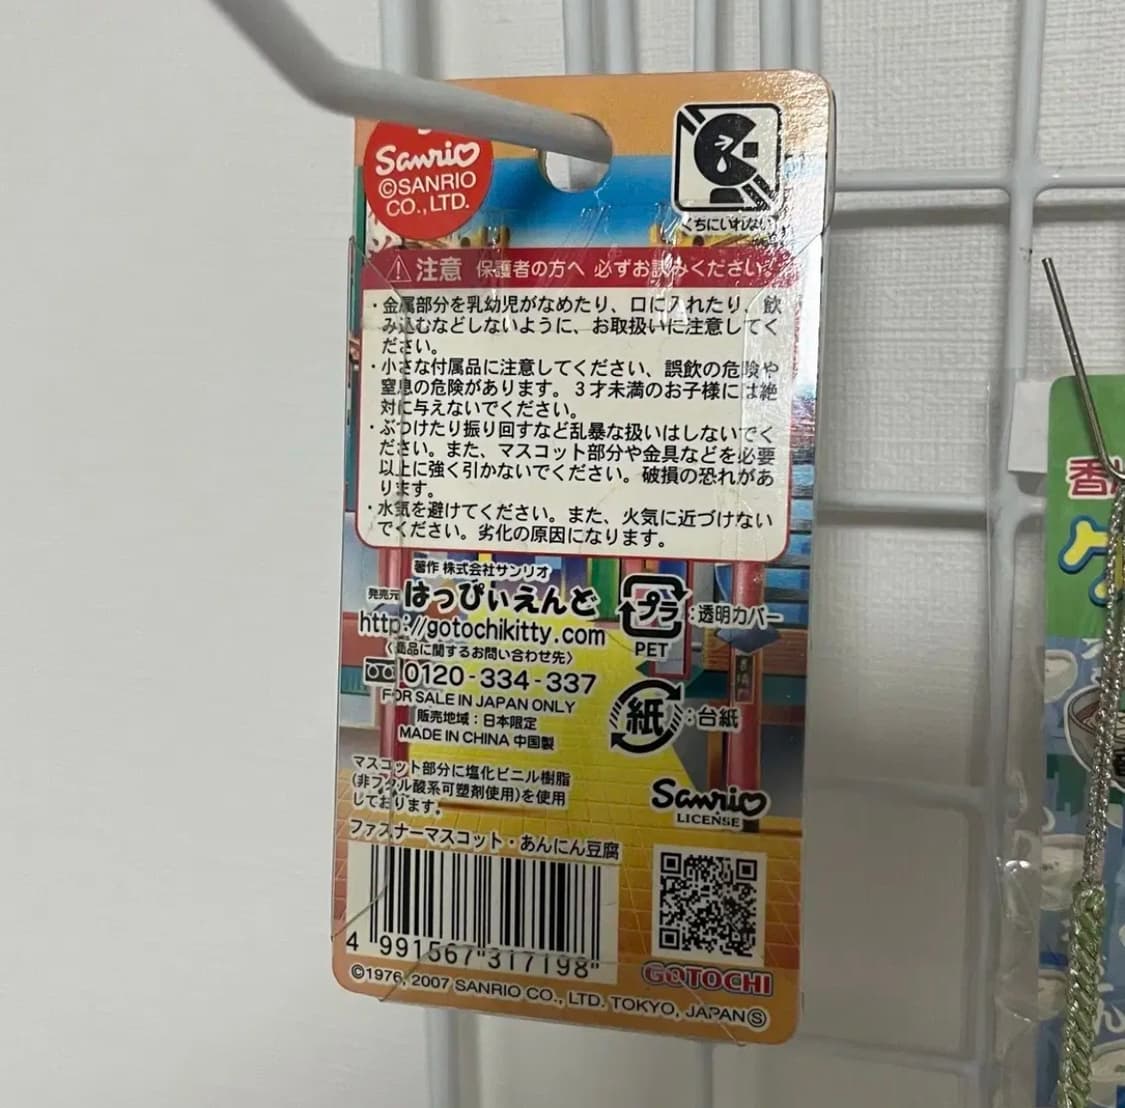 Sanrio
©SANRIO
CO., LTD.
くちにいれない
注意 保護者の方へ 必ずお読みください。
・金属部分を乳幼児がなめたり、口に入れたり、飲
み込むなどしないように、お取扱いに注意してく
ださい。
・小さな付属品に注意してください、誤飲の危険や
窒息の危険があります。3才未満のお子様には絶
対に与えないでください。
・ぶつけたり振り回すなど乱暴な扱いはしないでく
ださい。また、マスコット部分や金具などを必要
以上に強く引かないでください。破損の恐れがあ
ります。
・水気を避けてください。また、火気に近づけない
でください。劣化の原因になります。
著作 株式会社サンリオ
発売元 はっぴぃえんど
http://gotochikitty.com
〈商品に関するお問い合わせ先〉
0120-334-337
FOR SALE IN JAPAN ONLY
販売地域:日本限定
MADE IN CHINA 中国製
プラ:透明カバー
PET
紙:台紙
マスコット部分に塩化ビニル樹脂
(非フタル酸系可塑剤使用)を使用
しております。
Sanrio
LICENSE
ファスナーマスコット・あんにん豆腐
4 991567 317198
GOTOCHI
©1976, 2007 SANRIO CO., LTD. TOKYO, JAPAN Ⓢ
香